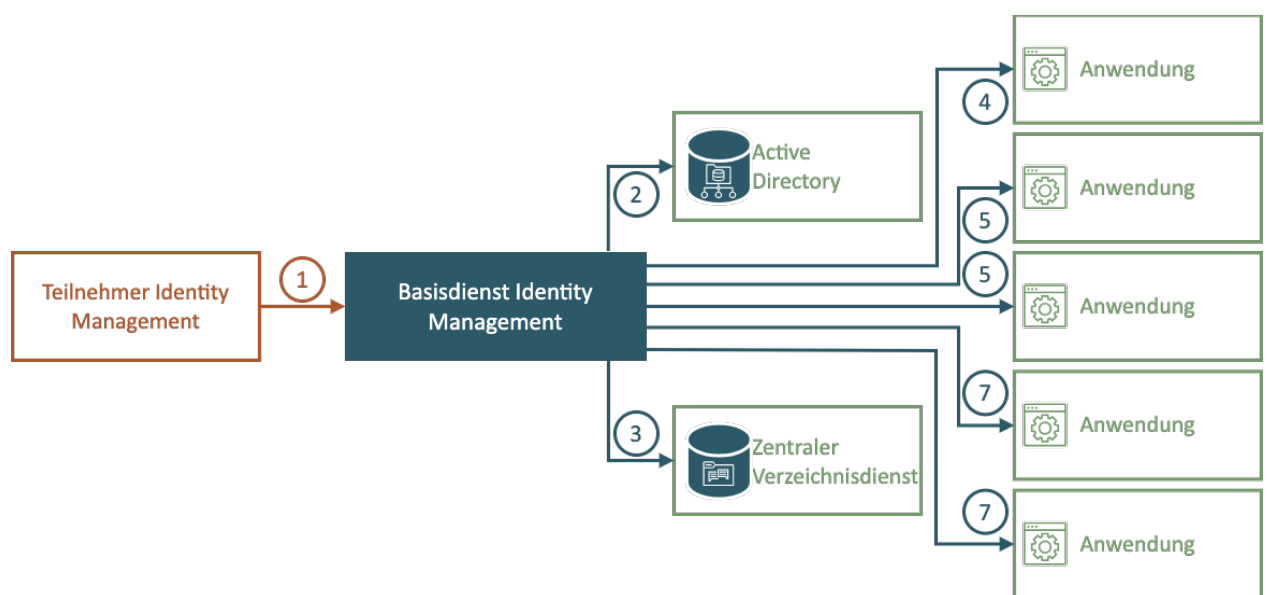 Teilnehmer Identity
Management
1
Basisdienst Identity
Management
2
Active
Directory
3
Zentraler
Verzeichnisdienst
4
Anwendung
5
Anwendung
5
Anwendung
7
Anwendung
7
Anwendung